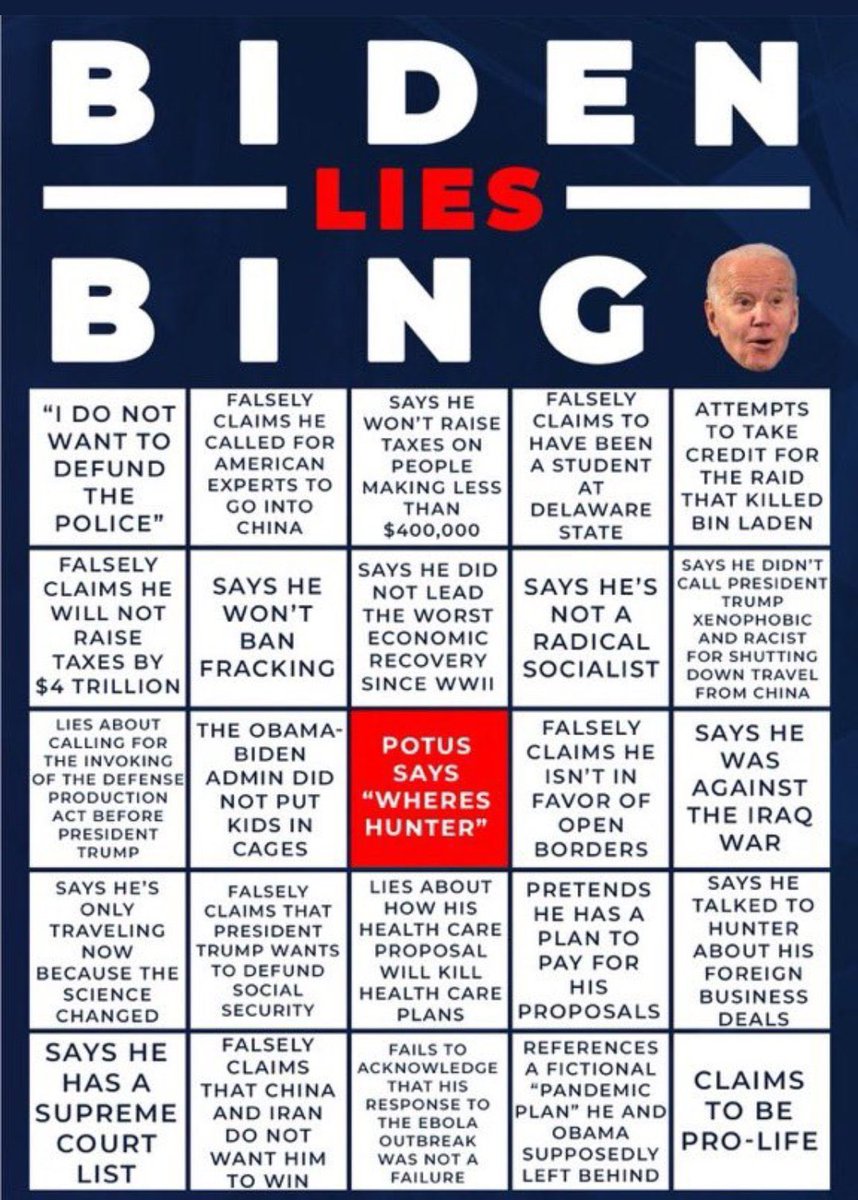 BIDEN
LIES
BING
“I DO NOT
WANT TO
DEFUND
THE
POLICE”
FALSELY
CLAIMS HE
CALLED FOR
AMERICAN
EXPERTS TO
GO INTO
CHINA
SAYS HE
WON’T RAISE
TAXES ON
PEOPLE
MAKING LESS
THAN
$400,000
FALSELY
CLAIMS TO
HAVE BEEN
A STUDENT
AT
DELAWARE
STATE
ATTEMPTS
TO TAKE
CREDIT FOR
THE RAID
THAT KILLED
BIN LADEN
FALSELY
CLAIMS HE
WILL NOT
RAISE
TAXES BY
$4 TRILLION
SAYS HE
WON’T
BAN
FRACKING
SAYS HE DID
NOT LEAD
THE WORST
ECONOMIC
RECOVERY
SINCE WWII
SAYS HE’S
NOT A
RADICAL
SOCIALIST
SAYS HE DIDN’T
CALL PRESIDENT
TRUMP
XENOPHOBIC
AND RACIST
FOR SHUTTING
DOWN TRAVEL
FROM CHINA
LIES ABOUT
CALLING FOR
THE INVOKING
OF THE DEFENSE
PRODUCTION
ACT BEFORE
PRESIDENT
TRUMP
THE OBAMA-
BIDEN
ADMIN DID
NOT PUT
KIDS IN
CAGES
POTUS
SAYS
“WHERES
HUNTER”
FALSELY
CLAIMS HE
ISN’T IN
FAVOR OF
OPEN
BORDERS
SAYS HE
WAS
AGAINST
THE IRAQ
WAR
SAYS HE’S
ONLY
TRAVELING
NOW
BECAUSE THE
SCIENCE
CHANGED
FALSELY
CLAIMS THAT
PRESIDENT
TRUMP WANTS
TO DEFUND
SOCIAL
SECURITY
LIES ABOUT
HOW HIS
HEALTH CARE
PROPOSAL
WILL KILL
HEALTH CARE
PLANS
PRETENDS
HE HAS A
PLAN TO
PAY FOR
HIS
PROPOSALS
SAYS HE
TALKED TO
HUNTER
ABOUT HIS
FOREIGN
BUSINESS
DEALS
SAYS HE
HAS A
SUPREME
COURT
LIST
FALSELY
CLAIMS
THAT CHINA
AND IRAN
DO NOT
WANT HIM
TO WIN
FAILS TO
ACKNOWLEDGE
THAT HIS
RESPONSE TO
THE EBOLA
OUTBREAK
WAS NOT A
FAILURE
REFERENCES
A FICTIONAL
“PANDEMIC
PLAN” HE AND
OBAMA
SUPPOSEDLY
LEFT BEHIND
CLAIMS
TO BE
PRO-LIFE